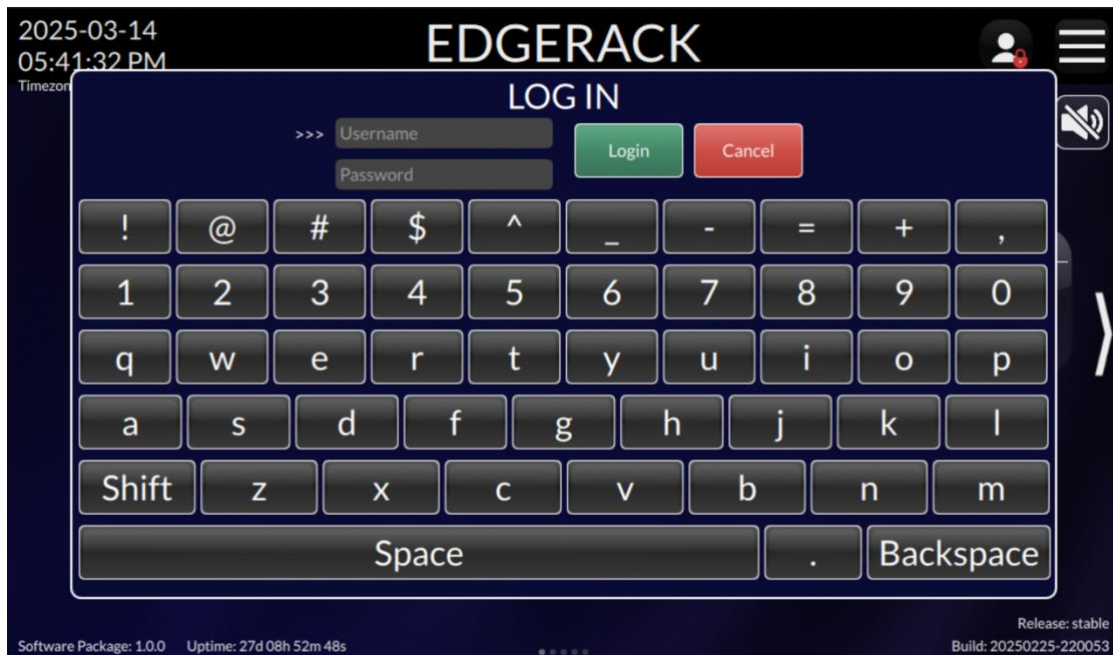 2025-03-14
05:41:32 PM
EDGERACK
LOG IN
>>> Username
Password
Login
Cancel
! @ # $ ^ _ - = + ,
1 2 3 4 5 6 7 8 9 0
q w e r t y u i o p
a s d f g h j k l
Shift z x c v b n m
Space . Backspace
Release: stable
Software Package: 1.0.0 Uptime: 27d 08h 52m 48s
Build: 20250225-220053